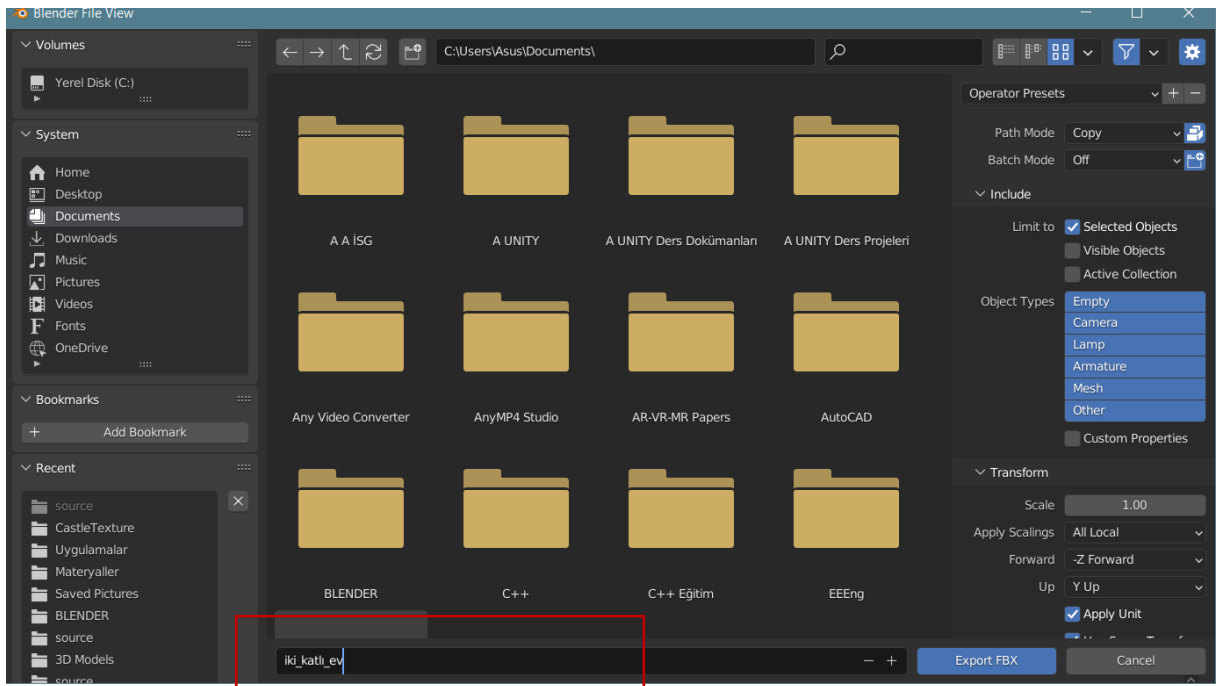 Blender File View
Volumes
Yerel Disk (C:)
System
Home
Desktop
Documents
Downloads
Music
Pictures
Videos
Fonts
OneDrive
Bookmarks
+ Add Bookmark
Recent
source
CastleTexture
Uygulamalar
Materyaller
Saved Pictures
BLENDER
source
3D Models
source
C:\Users\Asus\Documents\
A A İSG
A UNITY
A UNITY Ders Dokümanları
A UNITY Ders Projeleri
Any Video Converter
AnyMP4 Studio
AR-VR-MR Papers
AutoCAD
BLENDER
C++
C++ Eğitim
EEEng
iki_katlı_ev
Operator Presets
Path Mode Copy
Batch Mode Off
Include
Limit to Selected Objects
Visible Objects
Active Collection
Object Types Empty
Camera
Lamp
Armature
Mesh
Other
Custom Properties
Transform
Scale 1.00
Apply Scalings All Local
Forward -Z Forward
Up Y Up
Apply Unit
Export FBX
Cancel